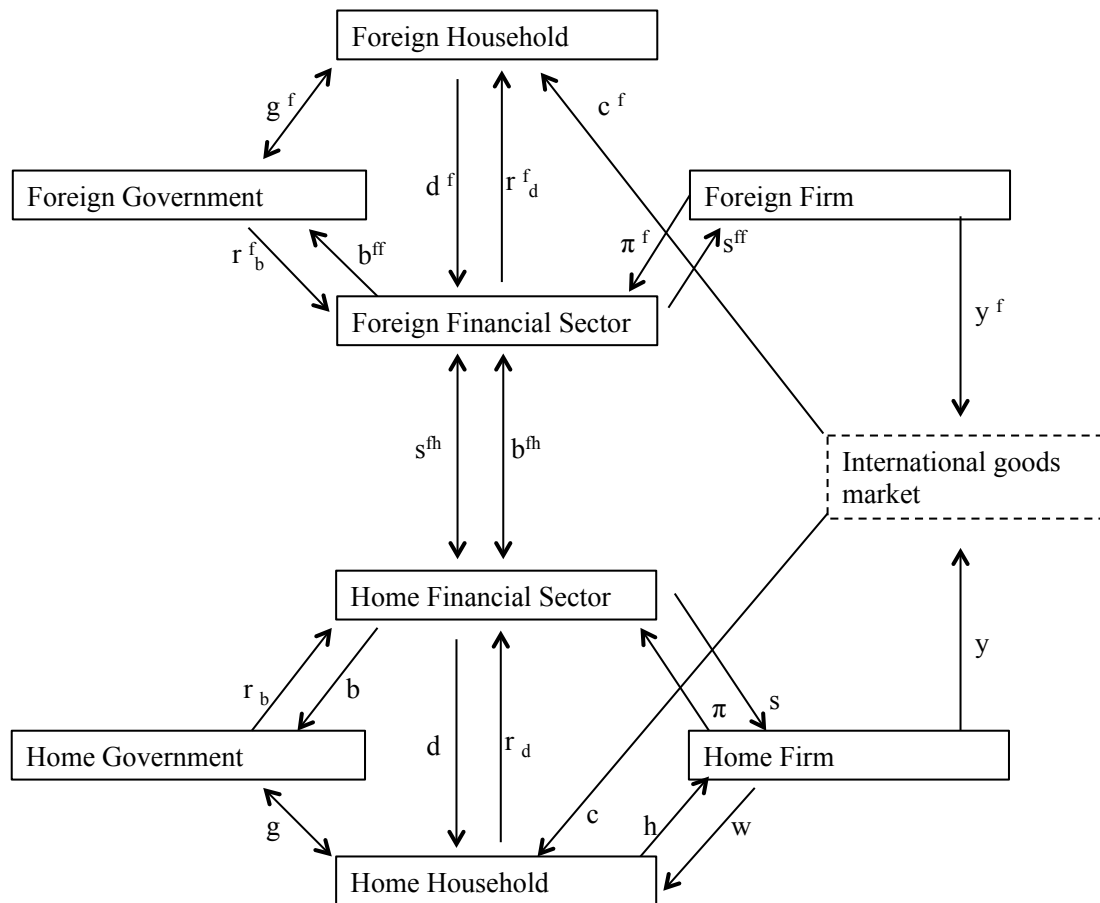 Foreign Household
g f
c f
Foreign Government
d f
r f d
Foreign Firm
r f b
b ff
π f
s ff
Foreign Financial Sector
y f
s fh
b fh
International goods
market
Home Financial Sector
r b
b
d
r d
π
s
y
Home Government
Home Firm
g
c
h
w
Home Household